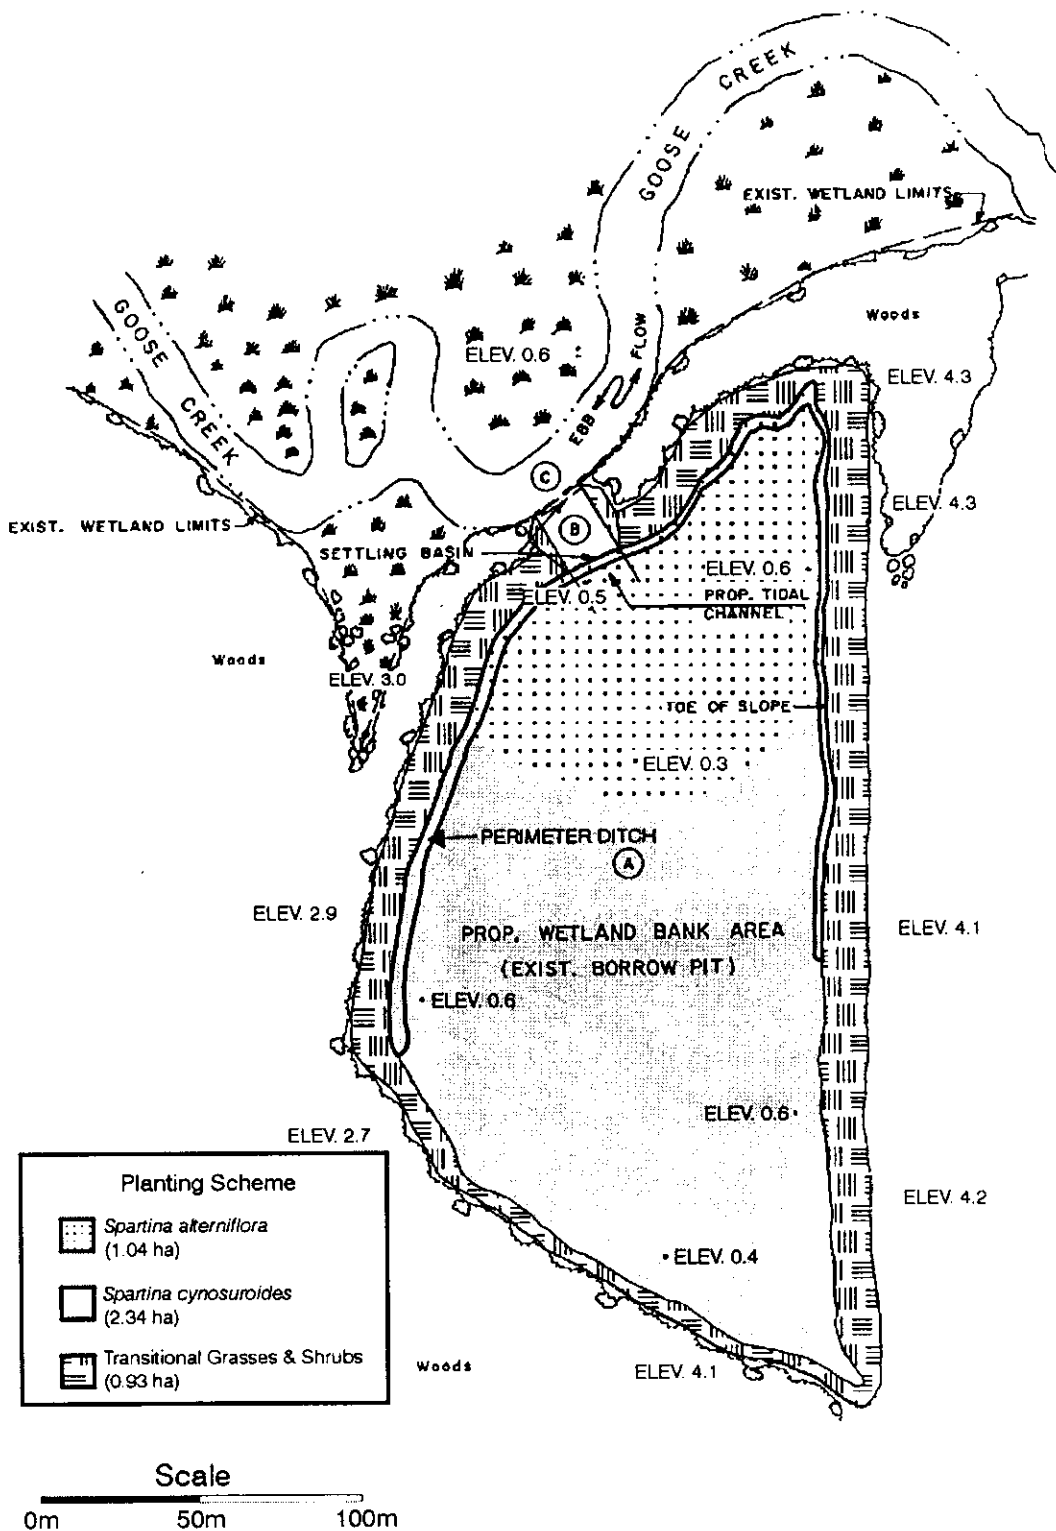 GOOSE CREEK
EXIST. WETLAND LIMITS
GOOSE CREEK
Woods
ELEV. 0.6
FLOW
EBB
ELEV. 4.3
C
ELEV. 4.3
EXIST. WETLAND LIMITS
B
SETTLING BASIN
ELEV. 0.6
ELEV. 0.5
PROP. TIDAL
CHANNEL
Woods
ELEV. 3.0
TOE OF SLOPE
ELEV. 0.3
PERIMETER DITCH
A
ELEV. 2.9
ELEV. 4.1
PROP. WETLAND BANK AREA
(EXIST. BORROW PIT)
ELEV. 0.6
ELEV. 0.6
ELEV. 2.7
ELEV. 4.2
Planting Scheme
Spartina alterniflora
(1.04 ha)
Spartina cynosuroides
(2.34 ha)
Transitional Grasses & Shrubs
(0.93 ha)
ELEV. 0.4
Woods
ELEV. 4.1
Scale
0m 50m 100m